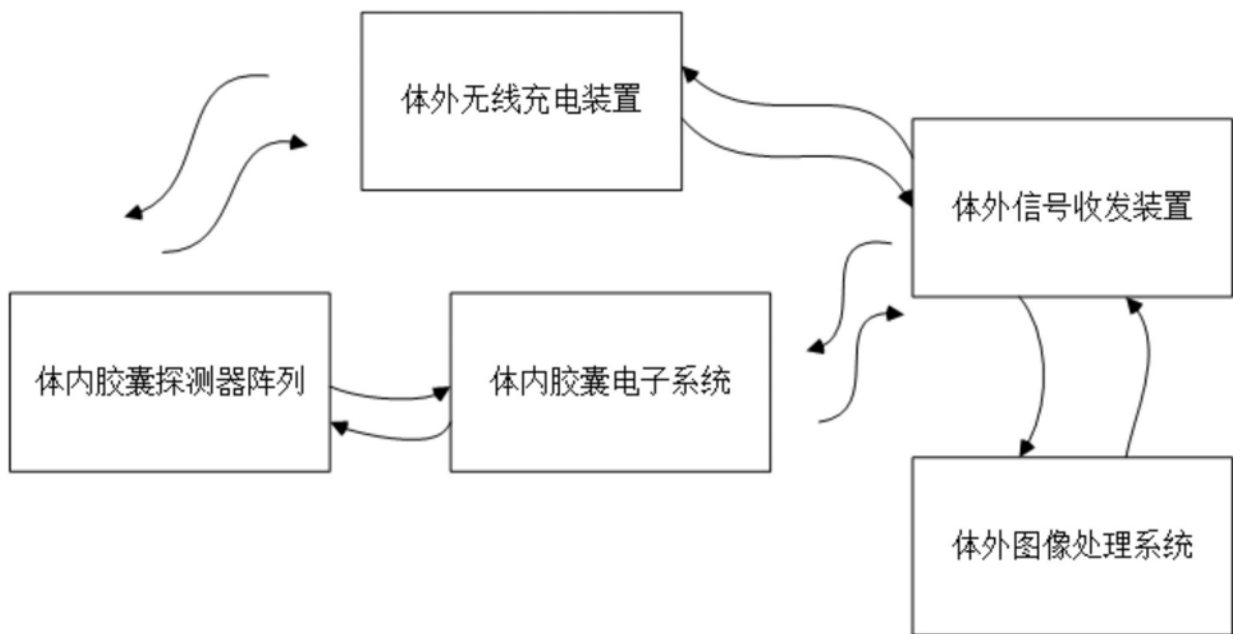 体外无线充电装置
体外信号收发装置
体内胶囊探测器阵列
体内胶囊电子系统
体外图像处理系统